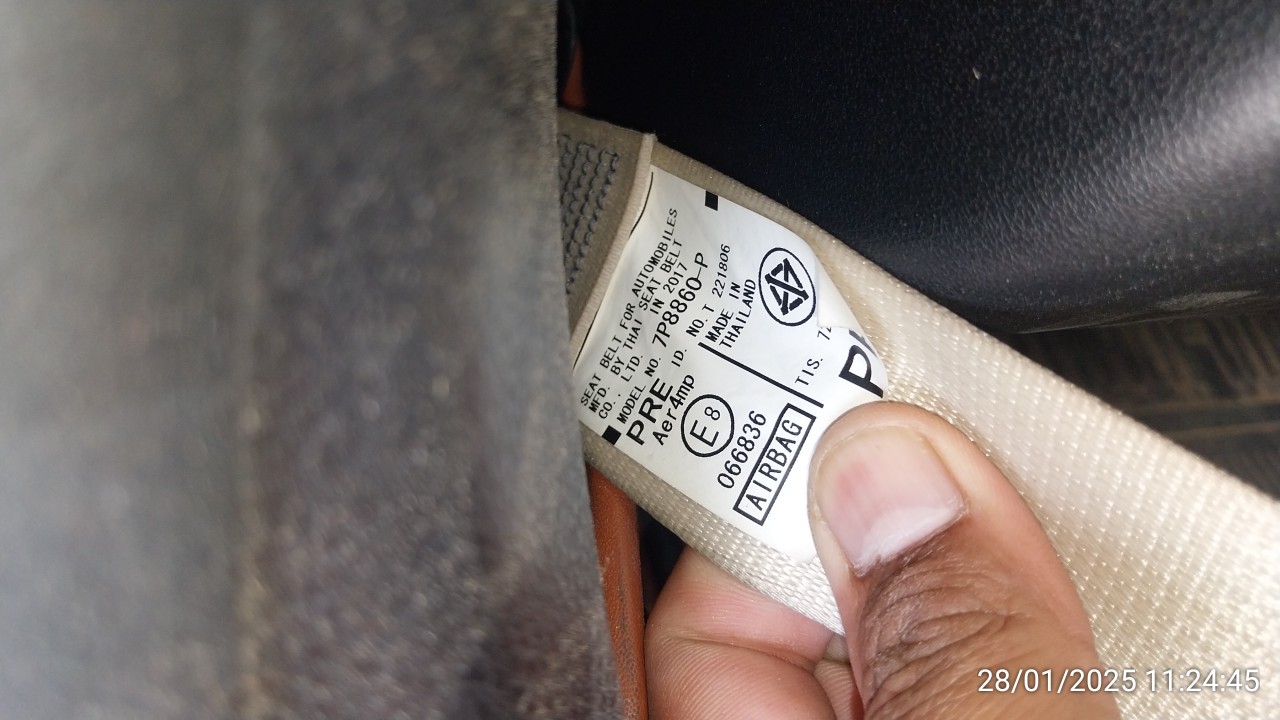 SEAT BELT FOR AUTOMOBILES
MFD. BY THAI SEAT BELT
CO., LTD. IN 2017
MODEL NO. 7P8860-P
PRE ID. NO. T 221806
Aer4mp
E8
MADE IN
THAILAND
066836
AIRBAG
TIS.
28/01/2025 11:24:45